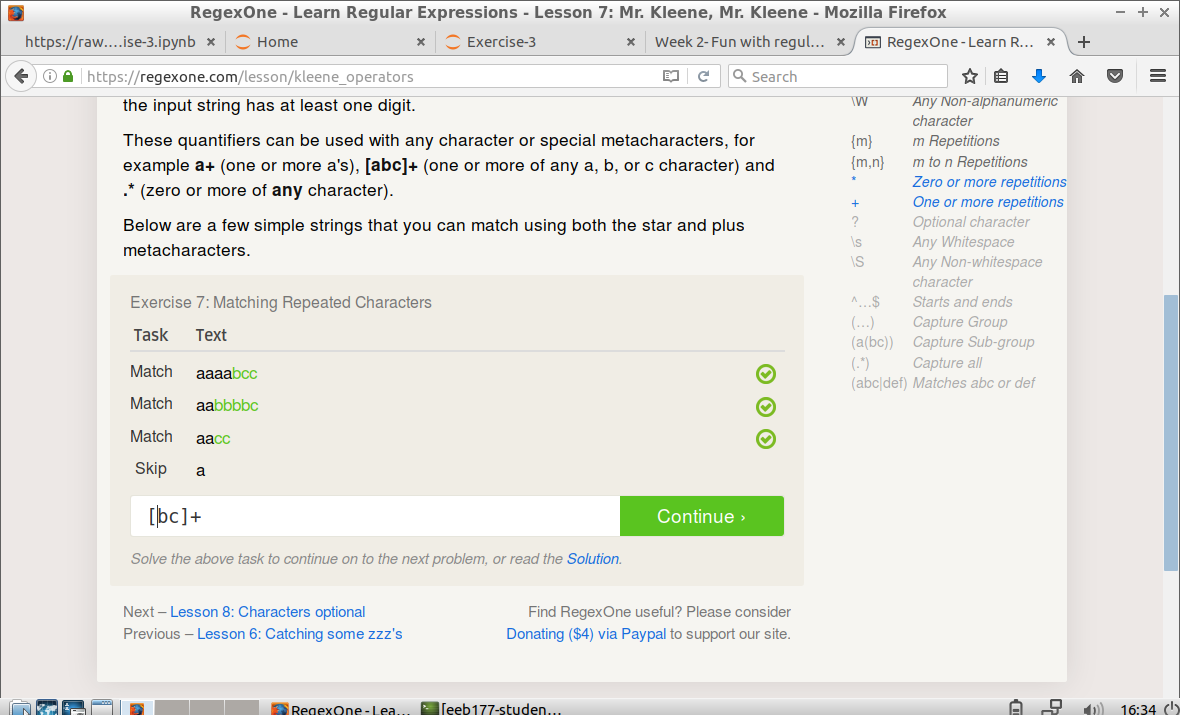 RegexOne - Learn Regular Expressions - Lesson 7: Mr. Kleene, Mr. Kleene - Mozilla Firefox
https://raw....ise-3.ipynb
Home
Exercise-3
Week 2- Fun with regul...
RegexOne - Learn R...
https://regexone.com/lesson/kleene_operators
Search
the input string has at least one digit.
These quantifiers can be used with any character or special metacharacters, for
example a+ (one or more a's), [abc]+ (one or more of any a, b, or c character) and
.* (zero or more of any character).
Below are a few simple strings that you can match using both the star and plus
metacharacters.
Exercise 7: Matching Repeated Characters
Task Text
Match aaaabcc
Match aabbbbc
Match aacc
Skip a
[bc]+
Continue ›
Solve the above task to continue on to the next problem, or read the Solution.
Next – Lesson 8: Characters optional
Previous – Lesson 6: Catching some zzz's
Find RegexOne useful? Please consider
Donating ($4) via Paypal to support our site.
\W Any Non-alphanumeric
character
{m} m Repetitions
{m,n} m to n Repetitions
* Zero or more repetitions
+ One or more repetitions
? Optional character
\s Any Whitespace
\S Any Non-whitespace
character
^...$ Starts and ends
(...) Capture Group
(a(bc)) Capture Sub-group
(.*) Capture all
(abc|def) Matches abc or def
RegexOne - Lea...
[eeb177-studen...
16:34